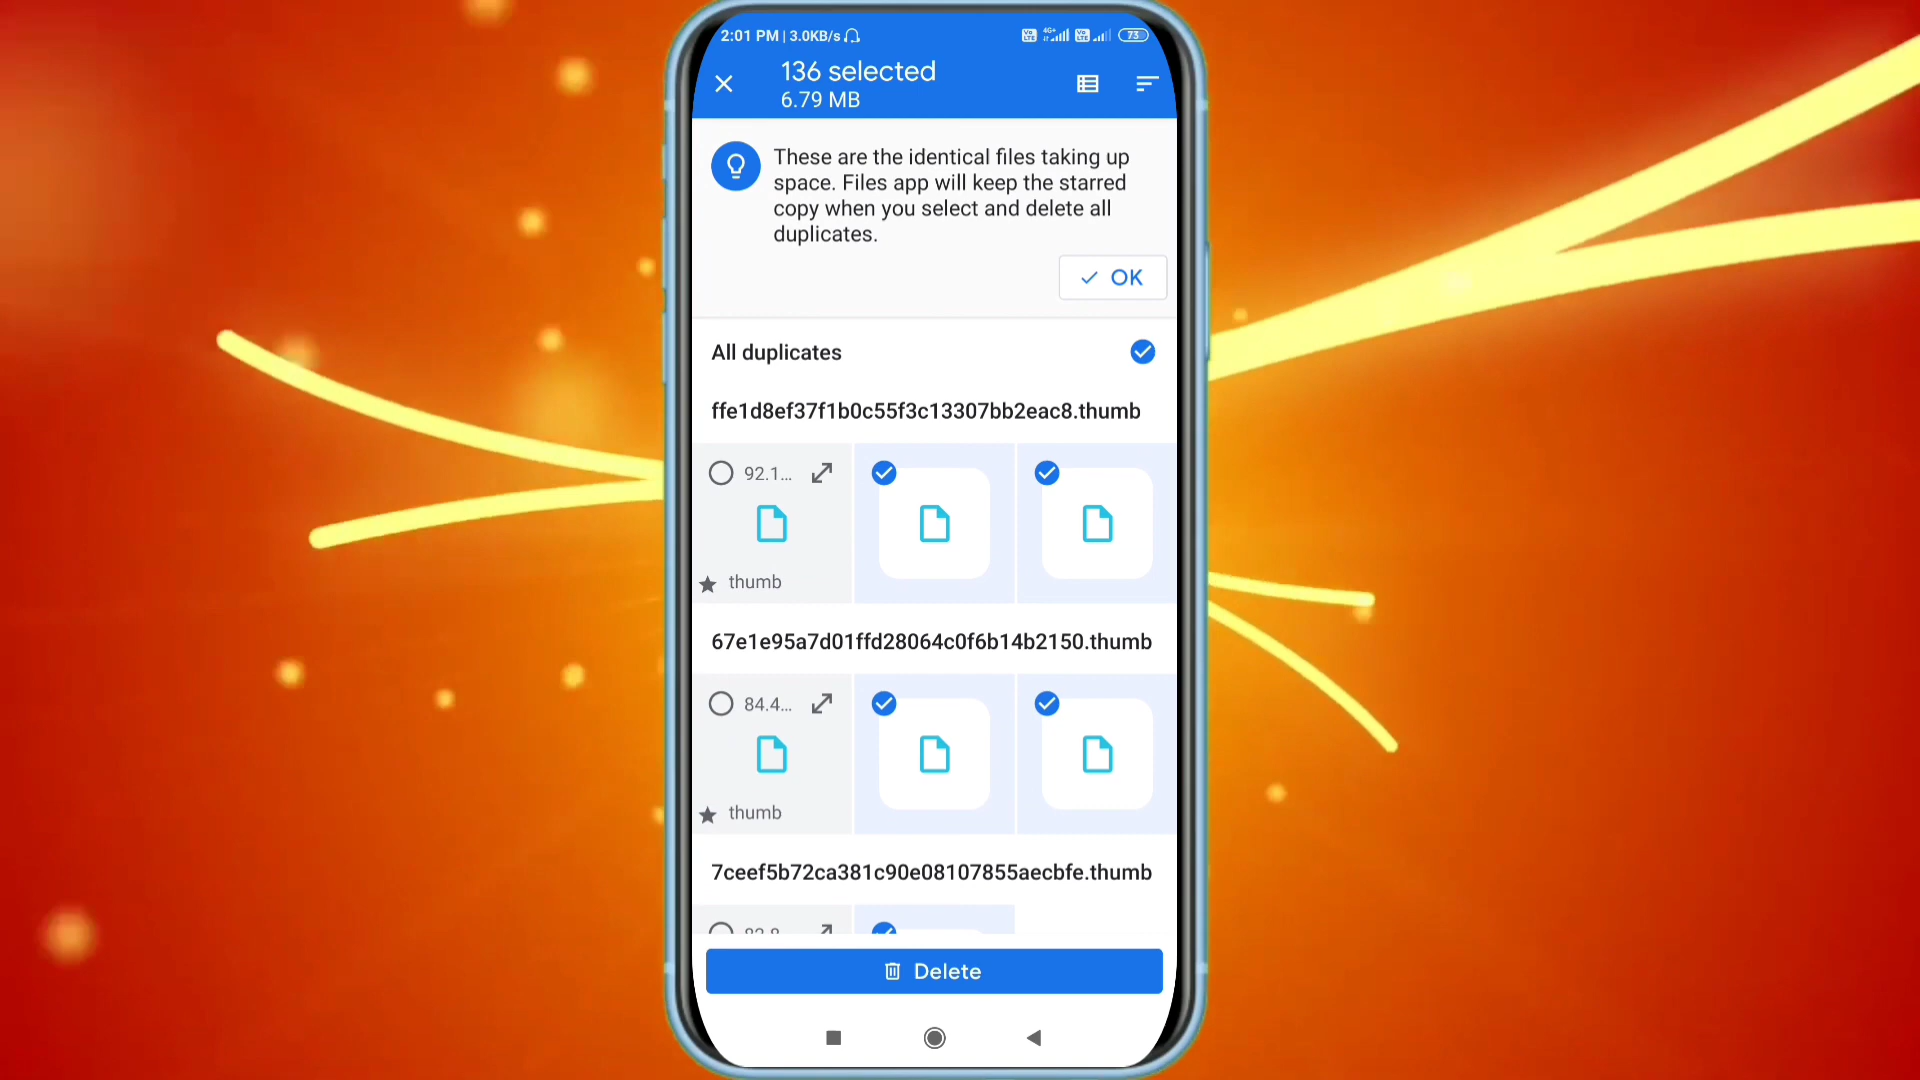 2:01 PM | 3.0KB/s
4G+
73
136 selected
6.79 MB
These are the identical files taking up
space. Files app will keep the starred
copy when you select and delete all
duplicates.
OK
All duplicates
ffe1d8ef37f1b0c55f3c13307bb2eac8.thumb
92.1...
thumb
67e1e95a7d01ffd28064c0f6b14b2150.thumb
84.4...
thumb
7ceef5b72ca381c90e08107855aecbfe.thumb
Delete